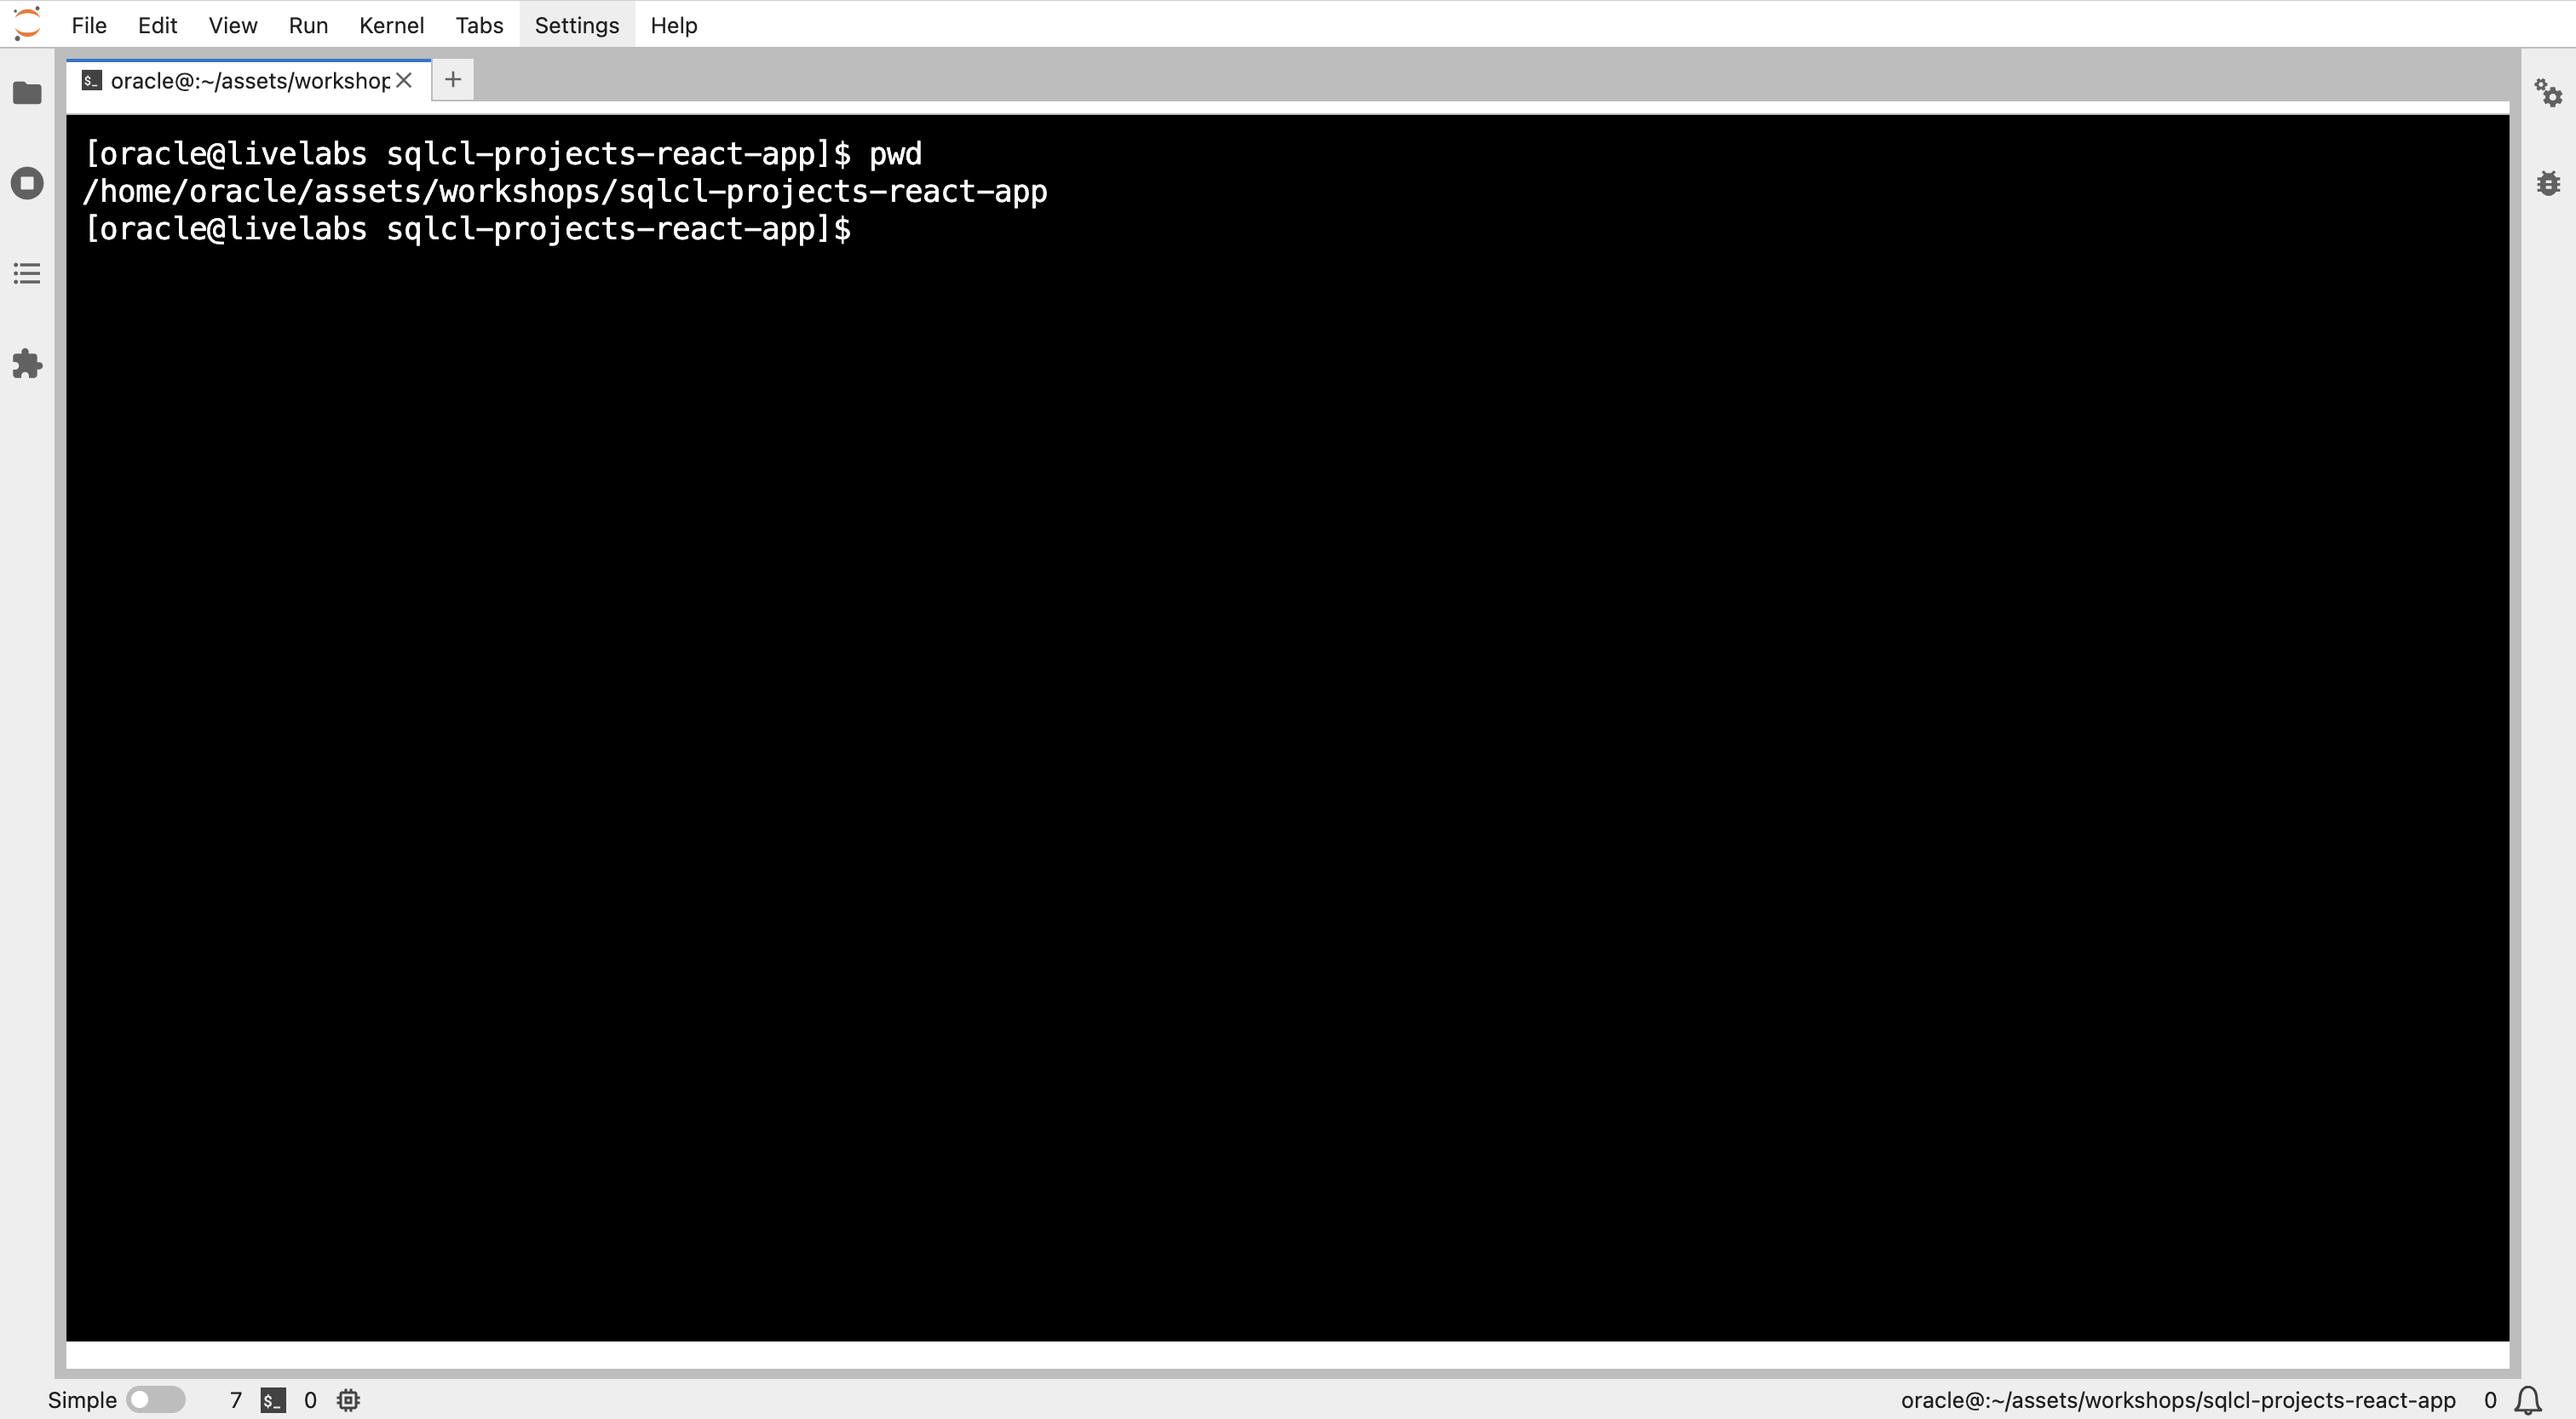 File Edit View Run Kernel Tabs Settings Help
$_ oracle@:~/assets/workshop
[oracle@livelabs sqlcl-projects-react-app]$ pwd
/home/oracle/assets/workshops/sqlcl-projects-react-app
[oracle@livelabs sqlcl-projects-react-app]$
Simple 7 $_ 0 oracle@:~/assets/workshops/sqlcl-projects-react-app 0